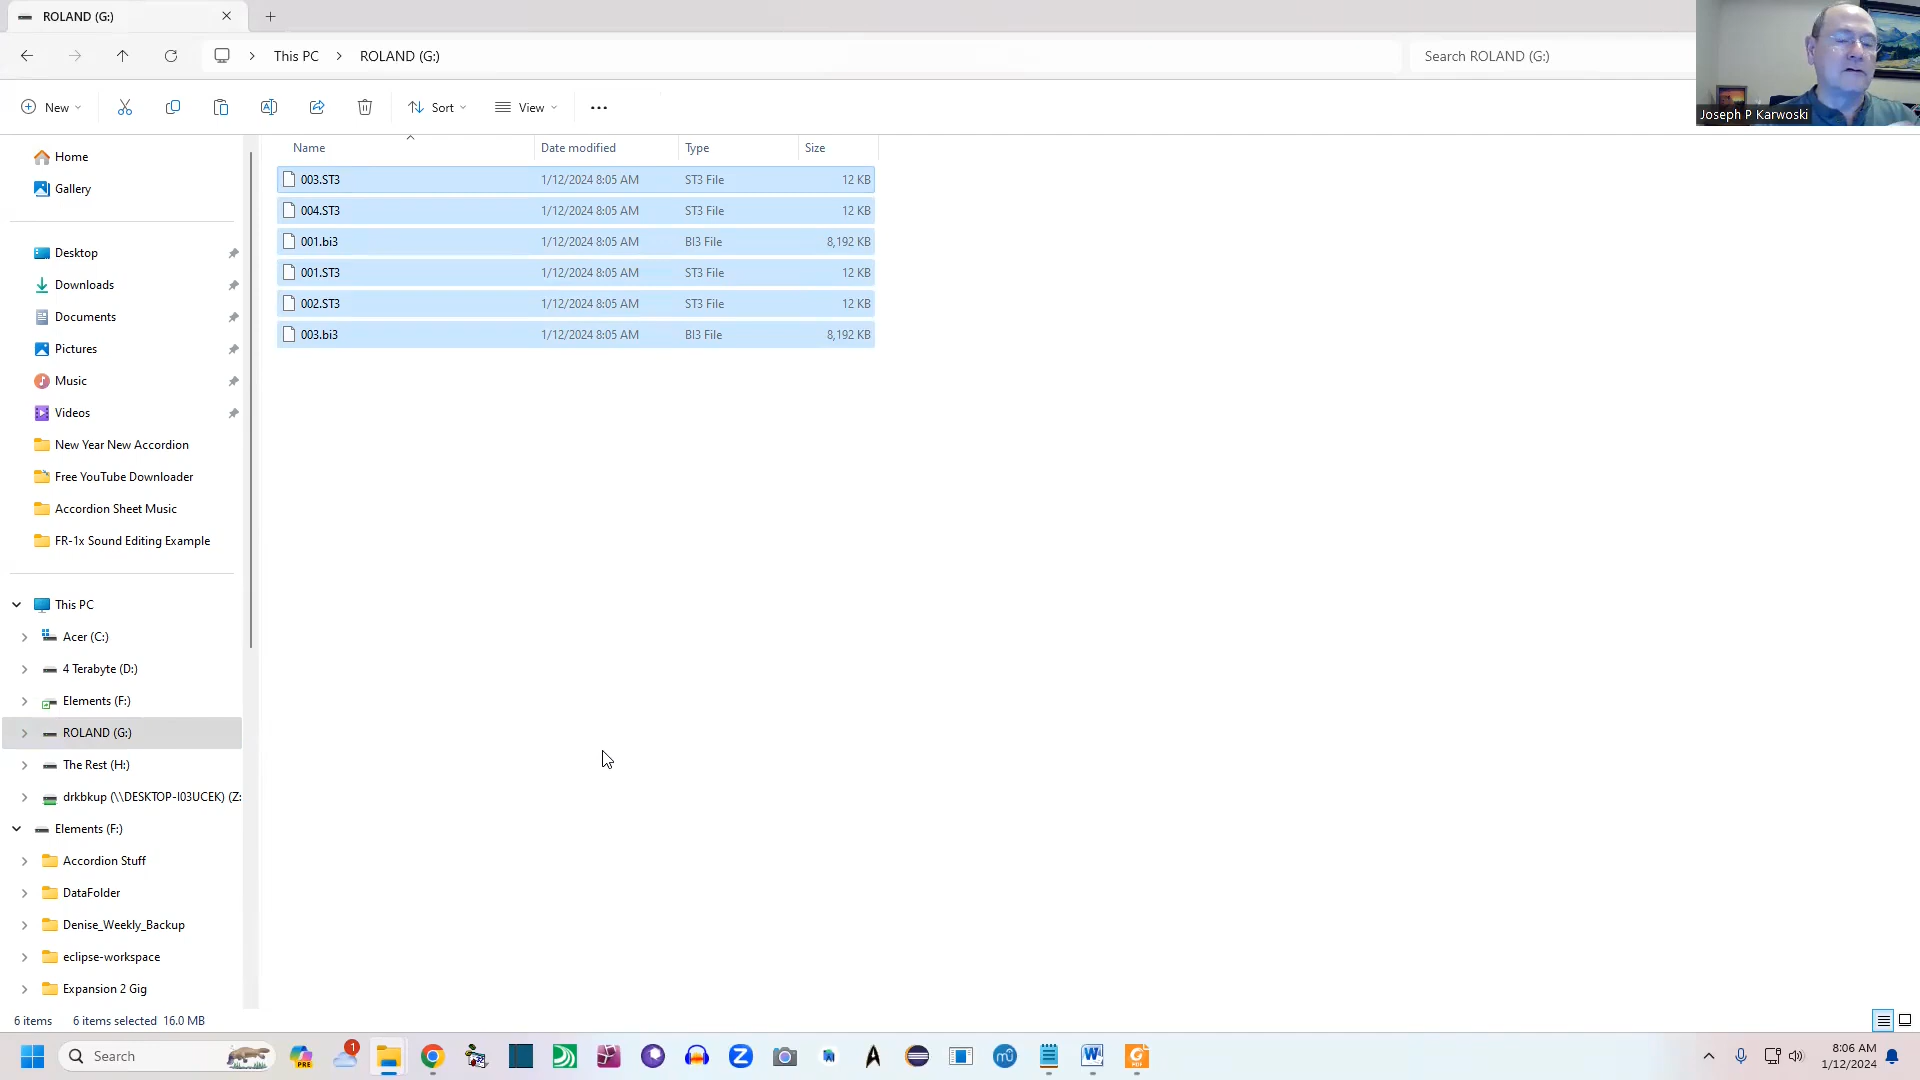 ROLAND (G:)
This PC
ROLAND (G:)
Search ROLAND (G:)
Joseph P Karwoski
New
Sort
View
Name
Date modified
Type
Size
003.ST3 1/12/2024 8:05 AM ST3 File 12 KB
004.ST3 1/12/2024 8:05 AM ST3 File 12 KB
001.bi3 1/12/2024 8:05 AM BI3 File 8,192 KB
001.ST3 1/12/2024 8:05 AM ST3 File 12 KB
002.ST3 1/12/2024 8:05 AM ST3 File 12 KB
003.bi3 1/12/2024 8:05 AM BI3 File 8,192 KB
Home
Gallery
Desktop
Downloads
Documents
Pictures
Music
Videos
New Year New Accordion
Free YouTube Downloader
Accordion Sheet Music
FR-1x Sound Editing Example
This PC
Acer (C:)
4 Terabyte (D:)
Elements (F:)
ROLAND (G:)
The Rest (H:)
drkbkup (\\DESKTOP-I03UCEK) (Z:
Elements (F:)
Accordion Stuff
DataFolder
Denise_Weekly_Backup
eclipse-workspace
Expansion 2 Gig
6 items 6 items selected 16.0 MB
Search
PRE
1
Z
mü
W
G
PDF
8:06 AM
1/12/2024